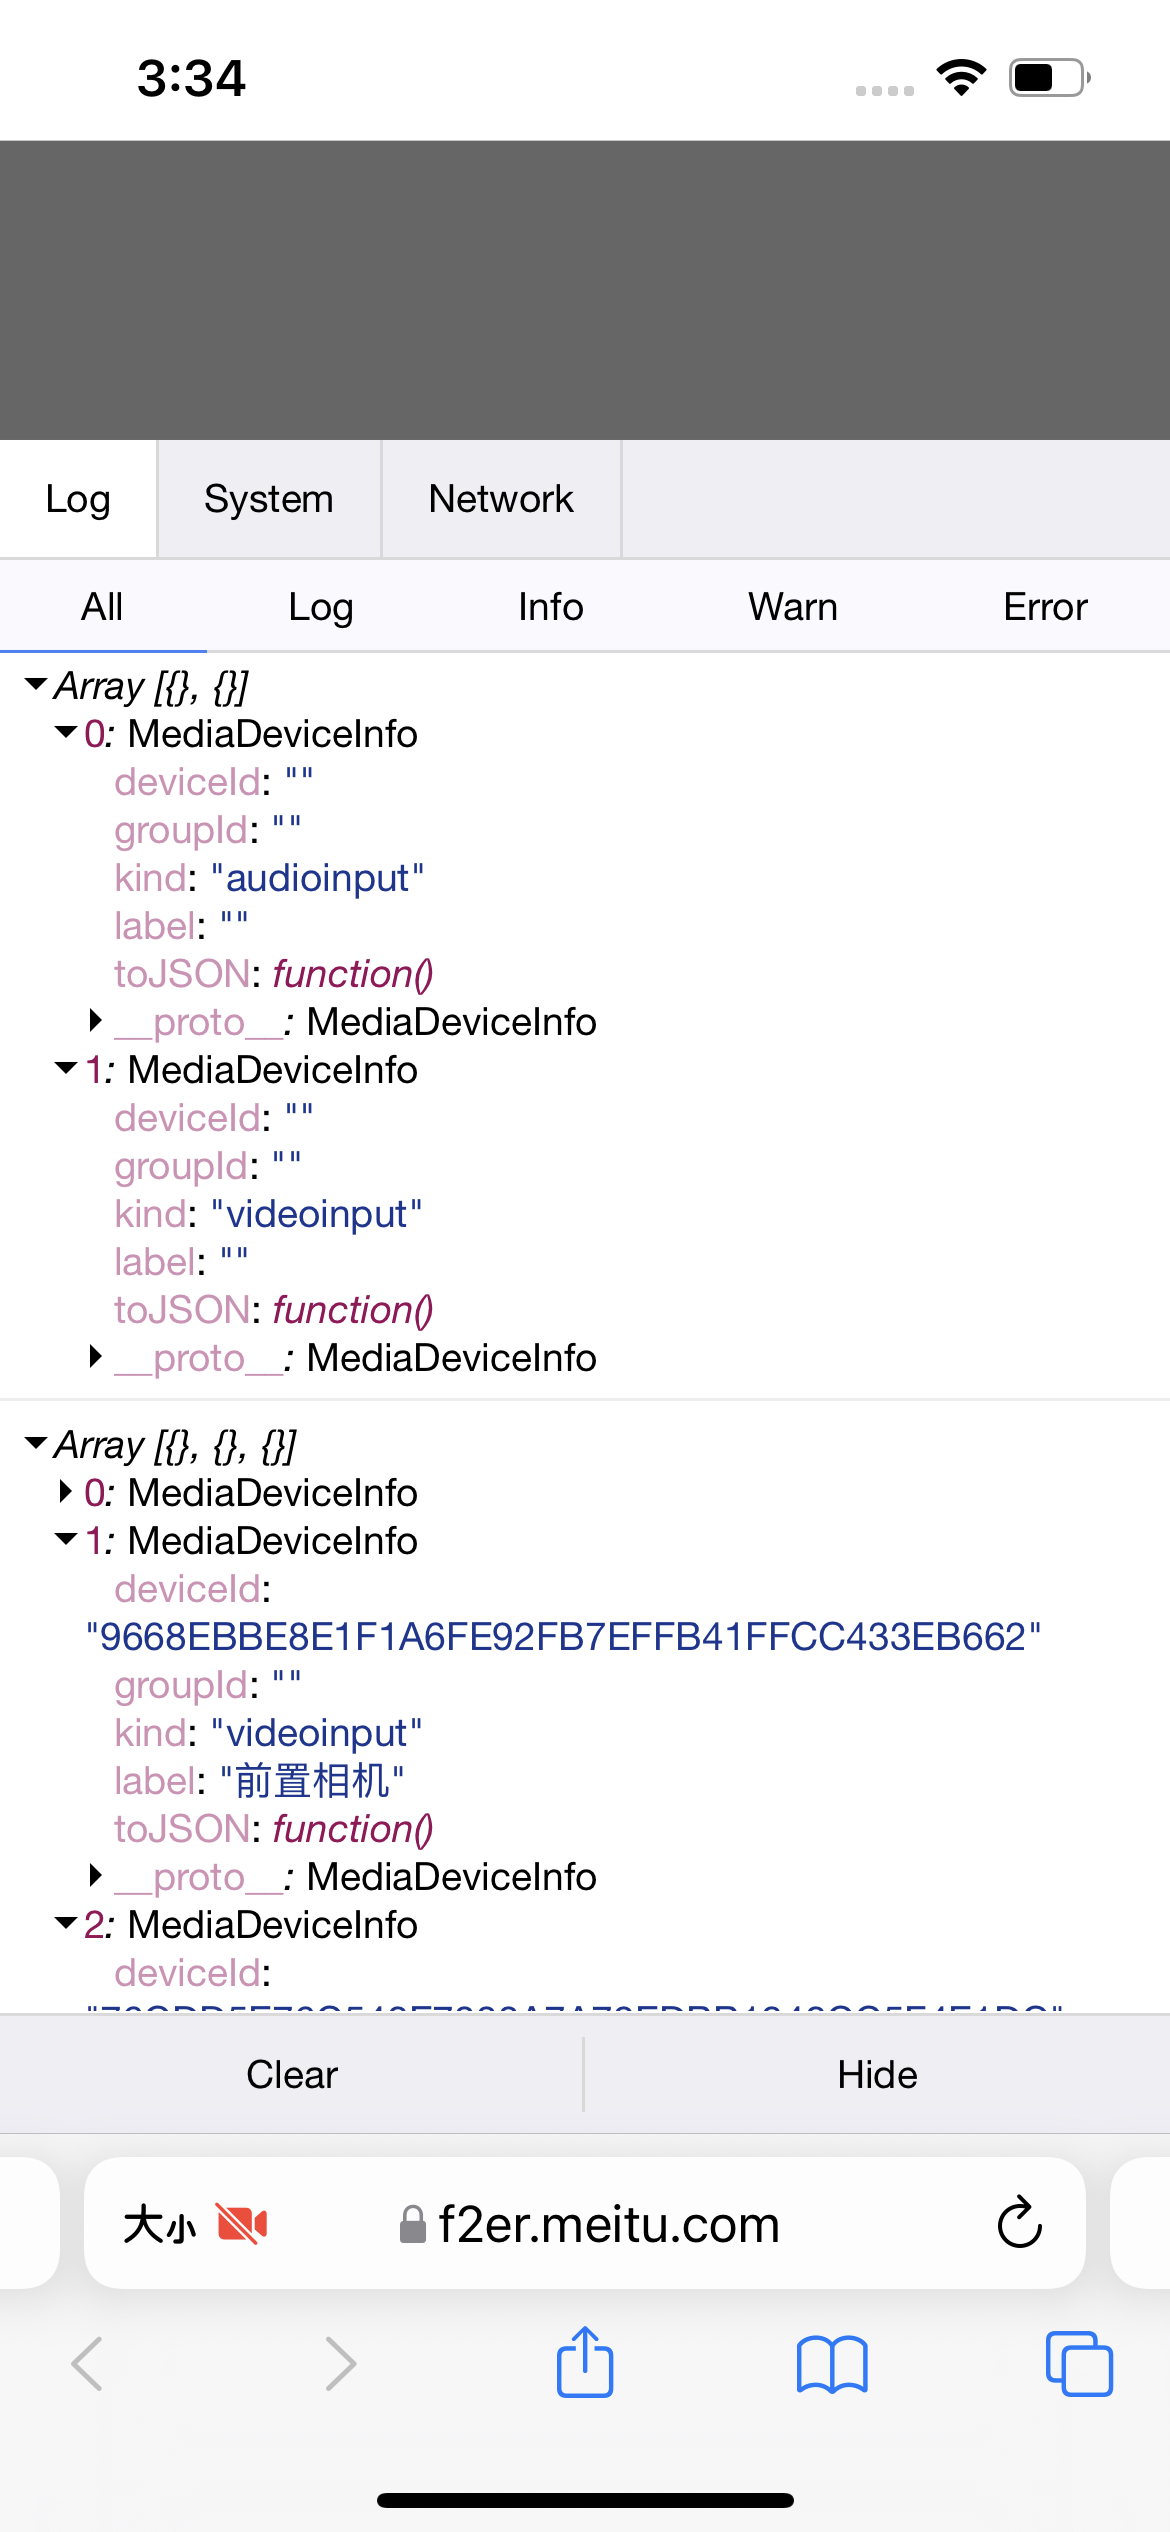 3:34
Log System Network
All Log Info Warn Error
Array [{}, {}]
0: MediaDeviceInfo
deviceId: ""
groupId: ""
kind: "audioinput"
label: ""
toJSON: function()
__proto__: MediaDeviceInfo
1: MediaDeviceInfo
deviceId: ""
groupId: ""
kind: "videoinput"
label: ""
toJSON: function()
__proto__: MediaDeviceInfo
Array [{}, {}, {}]
0: MediaDeviceInfo
1: MediaDeviceInfo
deviceId:
"9668EBBE8E1F1A6FE92FB7EFFB41FFCC433EB662"
groupId: ""
kind: "videoinput"
label: "前置相机"
toJSON: function()
__proto__: MediaDeviceInfo
2: MediaDeviceInfo
deviceId:
Clear Hide
大小 f2er.meitu.com